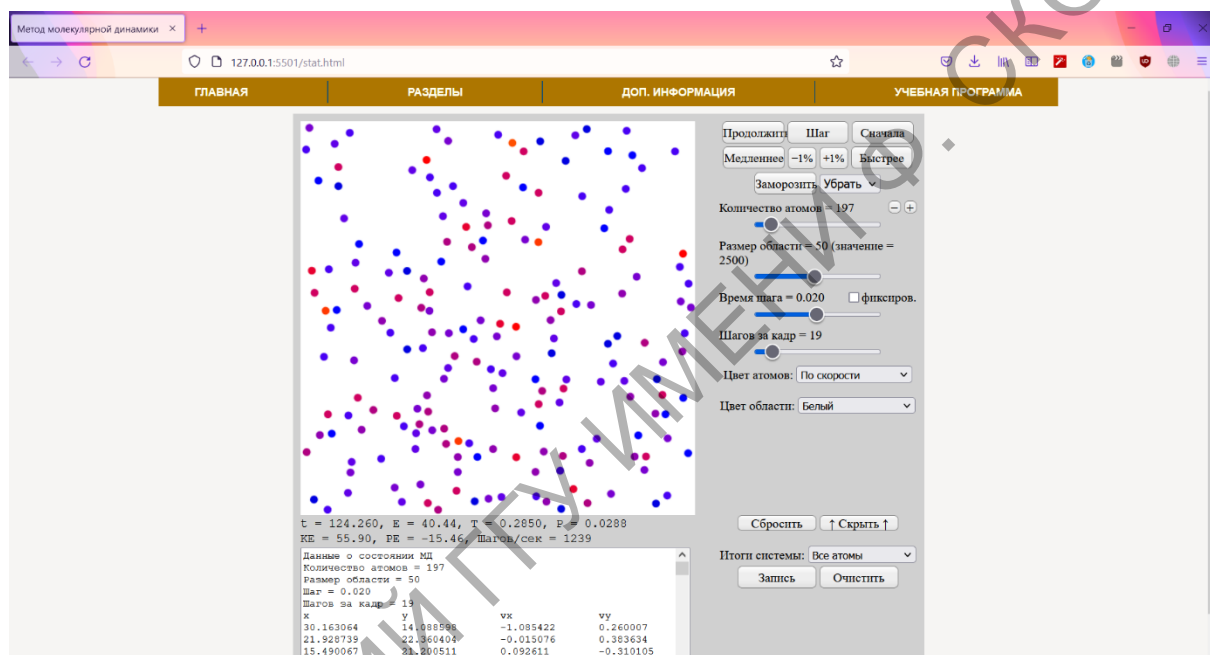 Метод молекулярной динамики
127.0.0.1:5501/stat.html
ГЛАВНАЯ РАЗДЕЛЫ ДОП. ИНФОРМАЦИЯ УЧЕБНАЯ ПРОГРАММА
Продолжить Шаг Сначала
Медленнее -1% +1% Быстрее
Заморозить Убрать
Количество атомов = 197
Размер области = 50 (значение =
2500)
Время шага = 0.020 фиксиров.
Шагов за кадр = 19
Цвет атомов: По скорости
Цвет области: Белый
t = 124.260, E = 40.44, T = 0.2850, P = 0.0288
KE = 55.90, PE = -15.46, Шагов/сек = 1239
Сбросить ↑ Скрыть ↑
Итоги системы: Все атомы
Запись Очистить
Данные о состоянии МД
Количество атомов = 197
Размер области = 50
Шаг = 0.020
Шагов за кадр = 19
x y vx vy
30.163064 14.088598 -1.085422 0.260007
21.928739 22.360404 -0.015076 0.383634
15.490067 21.200511 0.092611 -0.310105
ИМЕНИ Ф. СКО